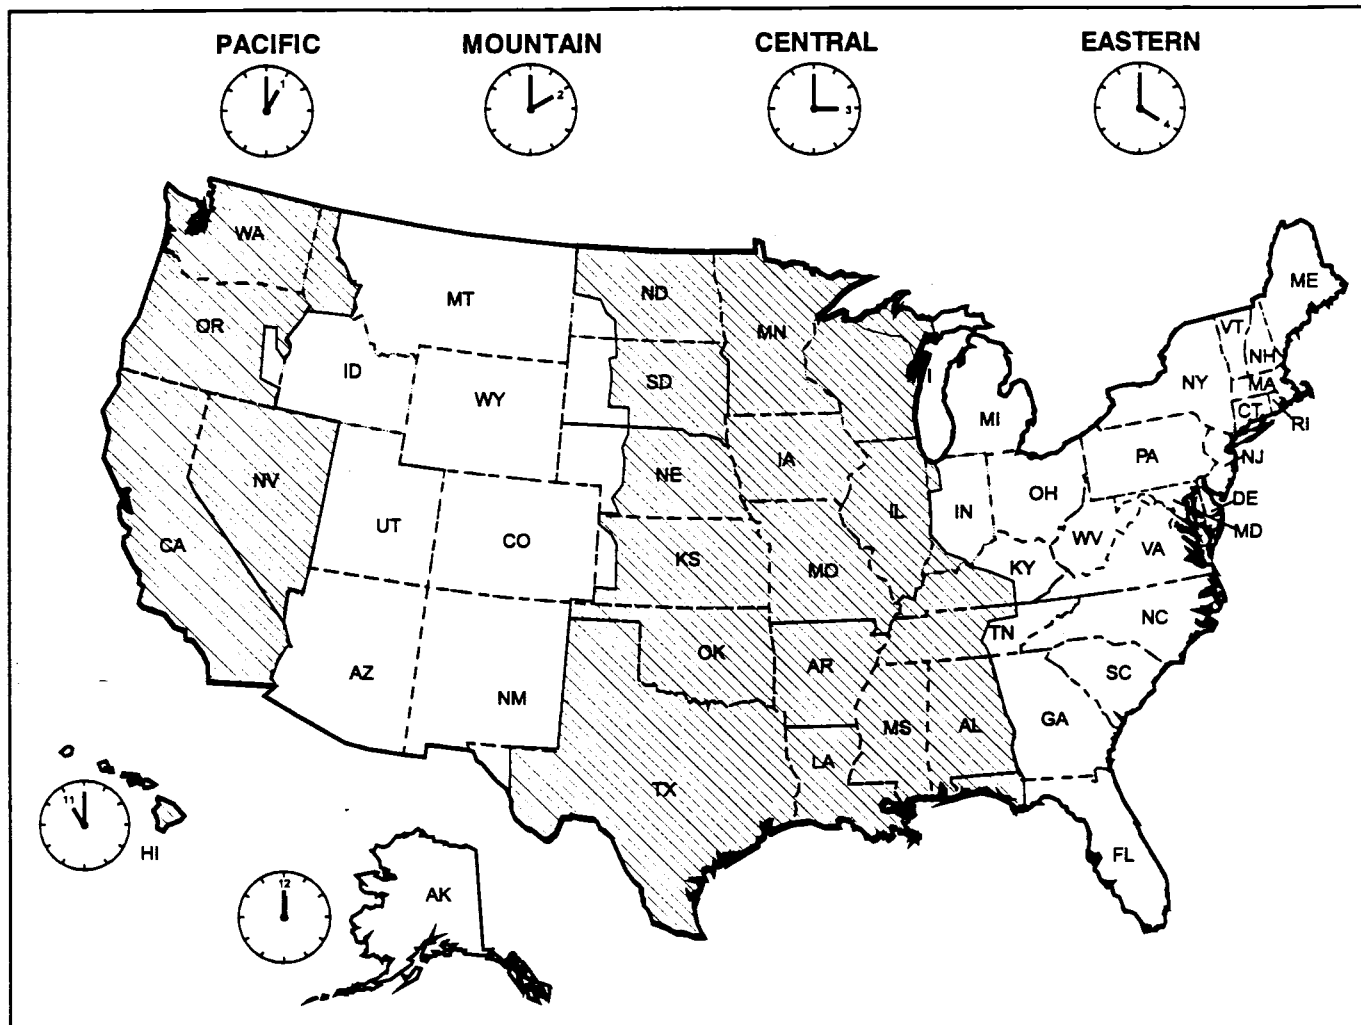 PACIFIC MOUNTAIN CENTRAL EASTERN
1 2 3 4
WA
MT
ND
MN
OR
ID
WY
SD
ME
VT
NH
NY
MA
CT
RI
MI
NV
NE
IA
PA
NJ
CA
UT
CO
KS
MO
IL
IN
OH
WV
KY
VA
DE
MD
AZ
NM
OK
AR
TN
NC
SC
TX
LA
MS
AL
GA
FL
11
HI
12
AK